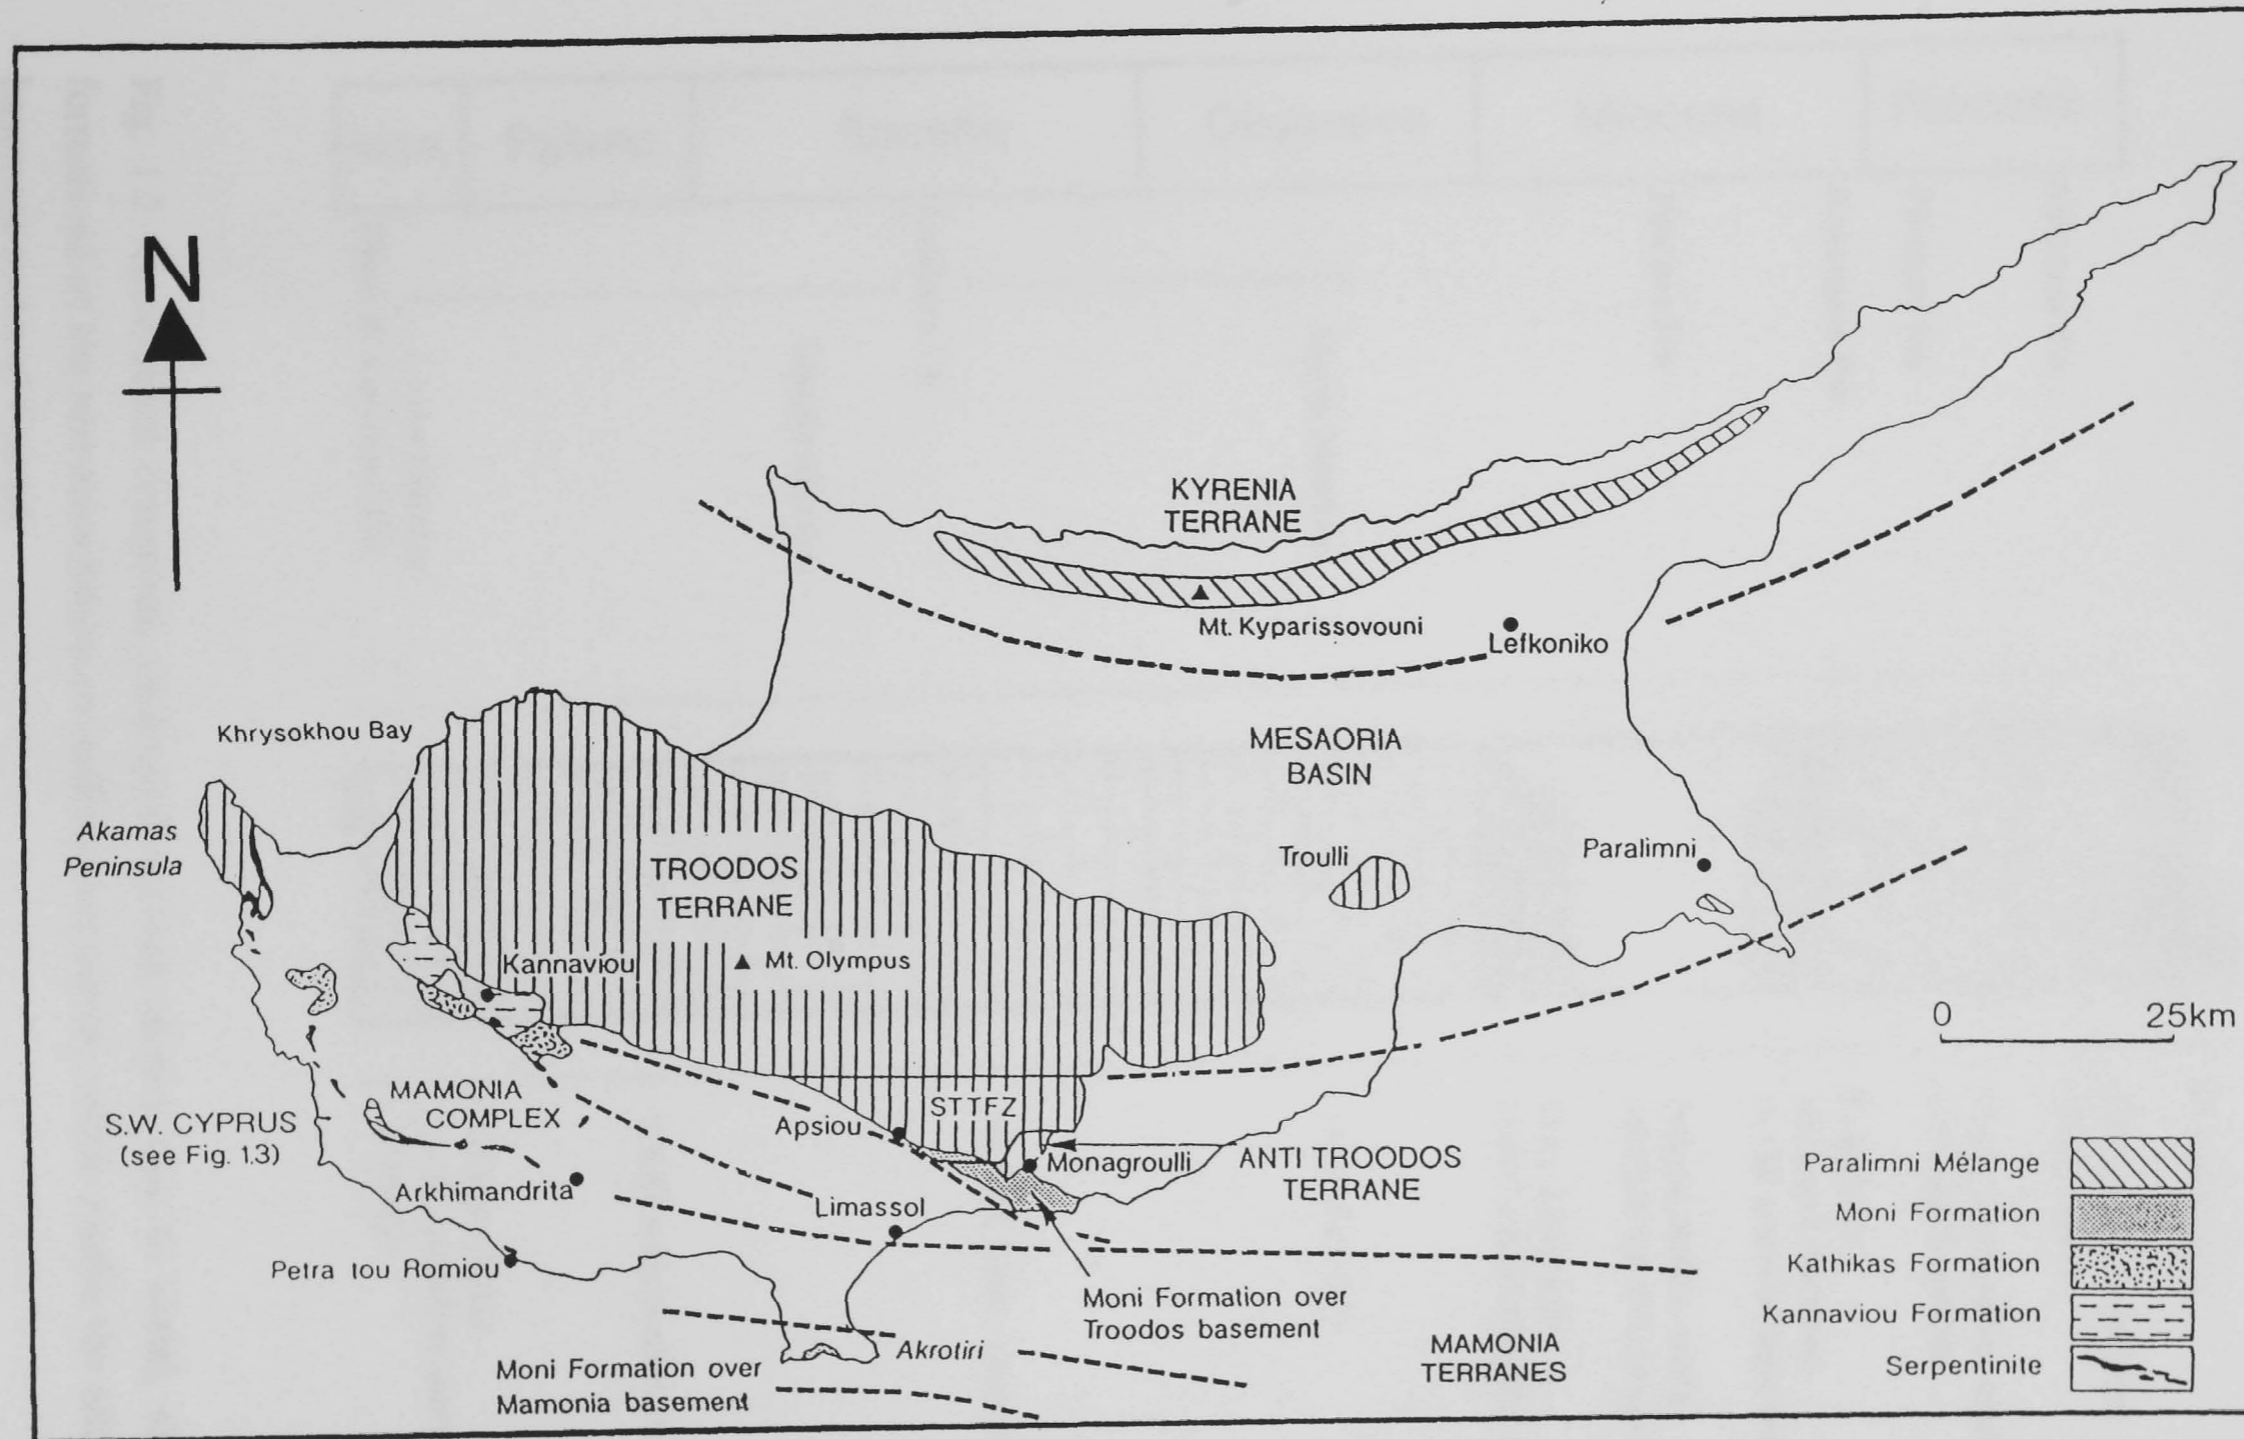 N
KYRENIA
TERRANE
Mt. Kyparissovouni
Lefkoniko
Khrysokhou Bay
MESAORIA
BASIN
Akamas
Peninsula
TROODOS
TERRANE
Troulli
Paralimni
Kannaviou
Mt. Olympus
0 25km
MAMONIA
COMPLEX
S.W. CYPRUS
(see Fig. 1.3)
STTFZ
Apsiou
Monagroulli
ANTI TROODOS
TERRANE
Arkhimandrita
Limassol
Petra tou Romiou
Moni Formation over
Troodos basement
Akrotiri
Moni Formation over
Mamonia basement
MAMONIA
TERRANES
Paralimni Mélange
Moni Formation
Kathikas Formation
Kannaviou Formation
Serpentinite